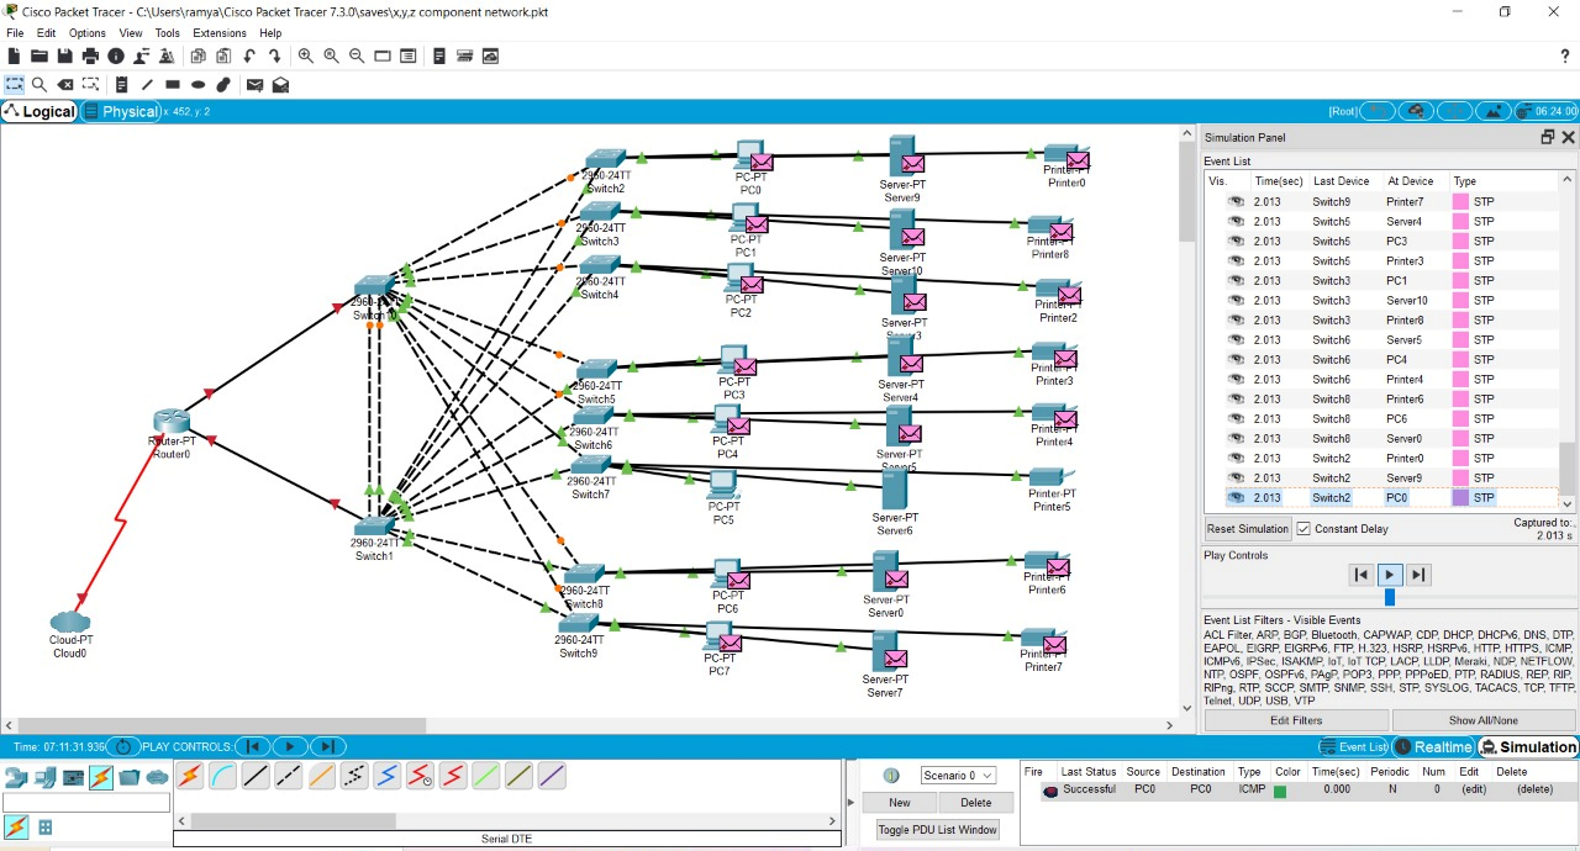 Cisco Packet Tracer - C:\Users\ramya\Cisco Packet Tracer 7.3.0\saves\x,y,z component network.pkt
File Edit Options View Tools Extensions Help
?
Logical Physical x: 452, y: 2 [Root] 06:24:00
Simulation Panel
Event List
Vis. Time(sec) Last Device At Device Type
2.013 Switch9 Printer7 STP
2.013 Switch5 Server4 STP
2.013 Switch5 PC3 STP
2.013 Switch5 Printer3 STP
2.013 Switch3 PC1 STP
2.013 Switch3 Server10 STP
2.013 Switch3 Printer8 STP
2.013 Switch6 Server5 STP
2.013 Switch6 PC4 STP
2.013 Switch6 Printer4 STP
2.013 Switch8 Printer6 STP
2.013 Switch8 PC6 STP
2.013 Switch8 Server0 STP
2.013 Switch2 Printer0 STP
2.013 Switch2 Server9 STP
2.013 Switch2 PC0 STP
Reset Simulation Constant Delay Captured to:
2.013 s
Play Controls
Event List Filters - Visible Events
ACL Filter, ARP, BGP, Bluetooth, CAPWAP, CDP, DHCP, DHCPv6, DNS, DTP,
EAPOL, EIGRP, EIGRPv6, FTP, H.323, HSRP, HSRPv6, HTTP, HTTPS, ICMP,
ICMPv6, IPSec, ISAKMP, IoT, IoT TCP, LACP, LLDP, Meraki, NDP, NETFLOW,
NTP, OSPF, OSPFv6, PAgP, POP3, PPP, PPPoED, PTP, RADIUS, REP, RIP,
RIPng, RTP, SCCP, SMTP, SNMP, SSH, STP, SYSLOG, TACACS, TCP, TFTP,
Telnet, UDP, USB, VTP
Edit Filters Show All/None
2960-24TT
Switch2
PC-PT
PC0
Server-PT
Server9
Printer-PT
Printer0
2960-24TT
Switch3
PC-PT
PC1
Server-PT
Server10
Printer-PT
Printer8
2960-24TT
Switch4
PC-PT
PC2
Server-PT
Printer-PT
Printer2
Switch10
2960-24TT
Switch5
PC-PT
PC3
Server-PT
Server4
Printer-PT
Printer3
2960-24TT
Switch6
PC-PT
PC4
Server-PT
Server5
Printer-PT
Printer4
2960-24TT
Switch7
PC-PT
PC5
Server-PT
Server6
Printer-PT
Printer5
Router-PT
Router0
2960-24TT
Switch1
2960-24TT
Switch8
PC-PT
PC6
Server-PT
Server0
Printer-PT
Printer6
2960-24TT
Switch9
PC-PT
PC7
Server-PT
Server7
Printer-PT
Printer7
Cloud-PT
Cloud0
Time: 07:11:31.936 PLAY CONTROLS: Event List Realtime Simulation
Serial DTE
Scenario 0
New Delete
Toggle PDU List Window
Fire Last Status Source Destination Type Color Time(sec) Periodic Num Edit Delete
Successful PC0 PC0 ICMP 0.000 N 0 (edit) (delete)